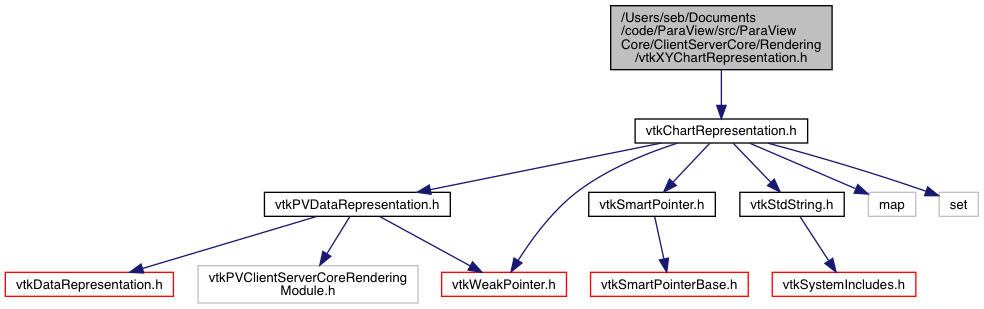 /Users/seb/Documents
/code/ParaView/src/ParaView
Core/ClientServerCore/Rendering
/vtkXYChartRepresentation.h
vtkChartRepresentation.h
vtkPVDataRepresentation.h
vtkSmartPointer.h
vtkStdString.h
map
set
vtkDataRepresentation.h
vtkPVClientServerCoreRendering
Module.h
vtkWeakPointer.h
vtkSmartPointerBase.h
vtkSystemIncludes.h